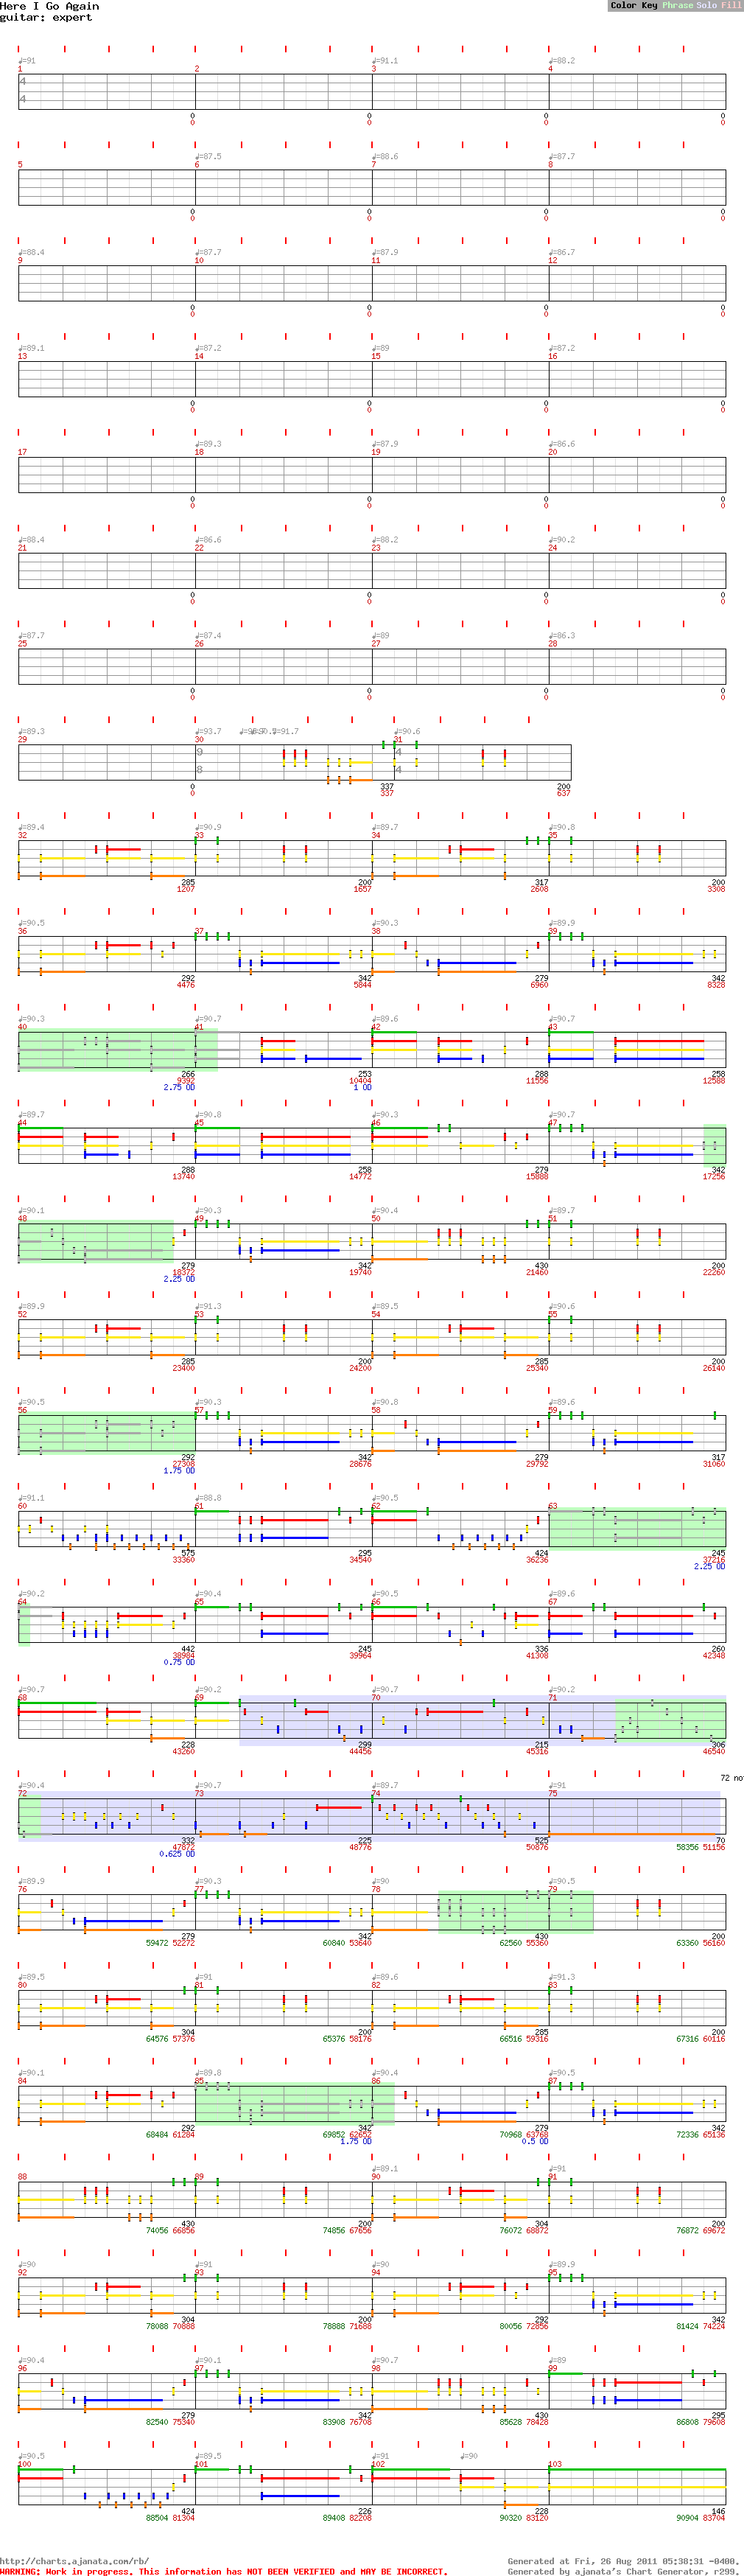 Here I Go Again
guitar: expert
Color Key Phrase Solo Fill
♩=91 ♩=91.1 ♩=88.2
1 2 3 4
4
4
0 0 0 0
0 0 0 0
♩=87.5 ♩=88.6 ♩=87.7
5 6 7 8
0 0 0 0
0 0 0 0
♩=88.4 ♩=87.7 ♩=87.9 ♩=86.7
9 10 11 12
0 0 0 0
0 0 0 0
♩=89.1 ♩=87.2 ♩=89 ♩=87.2
13 14 15 16
0 0 0 0
0 0 0 0
♩=89.3 ♩=87.9 ♩=86.6
17 18 19 20
0 0 0 0
0 0 0 0
♩=88.4 ♩=86.6 ♩=88.2 ♩=90.2
21 22 23 24
0 0 0 0
0 0 0 0
♩=87.7 ♩=87.4 ♩=89 ♩=86.3
25 26 27 28
0 0 0 0
0 0 0 0
♩=89.3 ♩=93.7 ♩=91.7 ♩=90.6
29 30 31
9 4
8 4
0 337 200
0 337 637
♩=89.4 ♩=90.9 ♩=89.7 ♩=90.8
32 33 34 35
285 200 317 200
1207 1657 2608 3308
♩=90.5 ♩=90.3 ♩=89.9
36 37 38 39
292 342 279 342
4476 5844 6960 8328
♩=90.3 ♩=90.7 ♩=89.6 ♩=90.7
40 41 42 43
266 253 288 258
9392 10404 11556 12588
2.75 OD 1 OD
♩=89.7 ♩=90.8 ♩=90.3 ♩=90.7
44 45 46 47
288 258 279 342
13740 14772 15888 17256
♩=90.1 ♩=90.3 ♩=90.4 ♩=89.7
48 49 50 51
279 342 430 200
18372 19740 21460 22260
2.25 OD
♩=89.9 ♩=91.3 ♩=89.5 ♩=90.6
52 53 54 55
285 200 285 200
23400 24200 25340 26140
♩=90.5 ♩=90.3 ♩=90.8 ♩=89.6
56 57 58 59
292 342 279 317
27308 28676 29792 31060
1.75 OD
♩=91.1 ♩=88.8 ♩=90.5
60 61 62 63
575 295 424 245
33360 34540 36236 37216
2.25 OD
♩=90.2 ♩=90.4 ♩=90.5 ♩=89.6
64 65 66 67
442 245 336 260
38984 39964 41308 42348
0.75 OD
♩=90.7 ♩=90.2 ♩=90.7 ♩=90.2
68 69 70 71
228 299 215 306
43260 44456 45316 46540
72 not
♩=90.4 ♩=90.7 ♩=89.7 ♩=91
72 73 74 75
332 225 525 70
47872 48776 50876 58356 51156
0.625 OD
♩=89.9 ♩=90.3 ♩=90 ♩=90.5
76 77 78 79
279 342 430 200
59472 52272 60840 53640 62560 55360 63360 56160
♩=89.5 ♩=91 ♩=89.6 ♩=91.3
80 81 82 83
304 200 285 200
64576 57376 65376 58176 66516 59316 67316 60116
♩=90.1 ♩=89.8 ♩=90.4 ♩=90.5
84 85 86 87
292 342 279 342
68484 61284 69852 62652 70968 63768 72336 65136
1.75 OD 0.5 OD
♩=89.1 ♩=91
88 89 90 91
430 200 304 200
74056 66856 74856 67656 76072 68872 76872 69672
♩=90 ♩=91 ♩=90 ♩=89.9
92 93 94 95
304 200 292 342
78088 70888 78888 71688 80056 72856 81424 74224
♩=90.4 ♩=90.1 ♩=90.7 ♩=89
96 97 98 99
279 342 430 295
82540 75340 83908 76708 85628 78428 86808 79608
♩=90.5 ♩=89.5 ♩=91 ♩=90
100 101 102 103
424 226 228 146
88504 81304 89408 82208 90320 83120 90904 83704
http://charts.ajanata.com/rb/
Generated at Fri, 26 Aug 2011 05:38:31 -0400.
WARNING: Work in progress. This information has NOT BEEN VERIFIED and MAY BE INCORRECT.
Generated by ajanata's Chart Generator, r299.